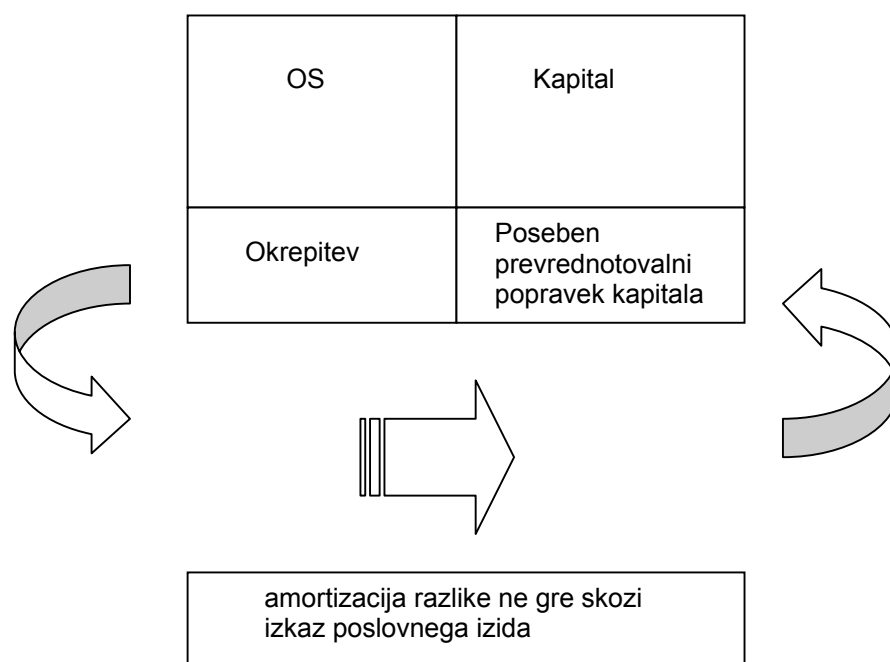 OS
Kapital
Okrepitev
Poseben
prevrednotovalni
popravek kapitala
amortizacija razlike ne gre skozi
izkaz poslovnega izida